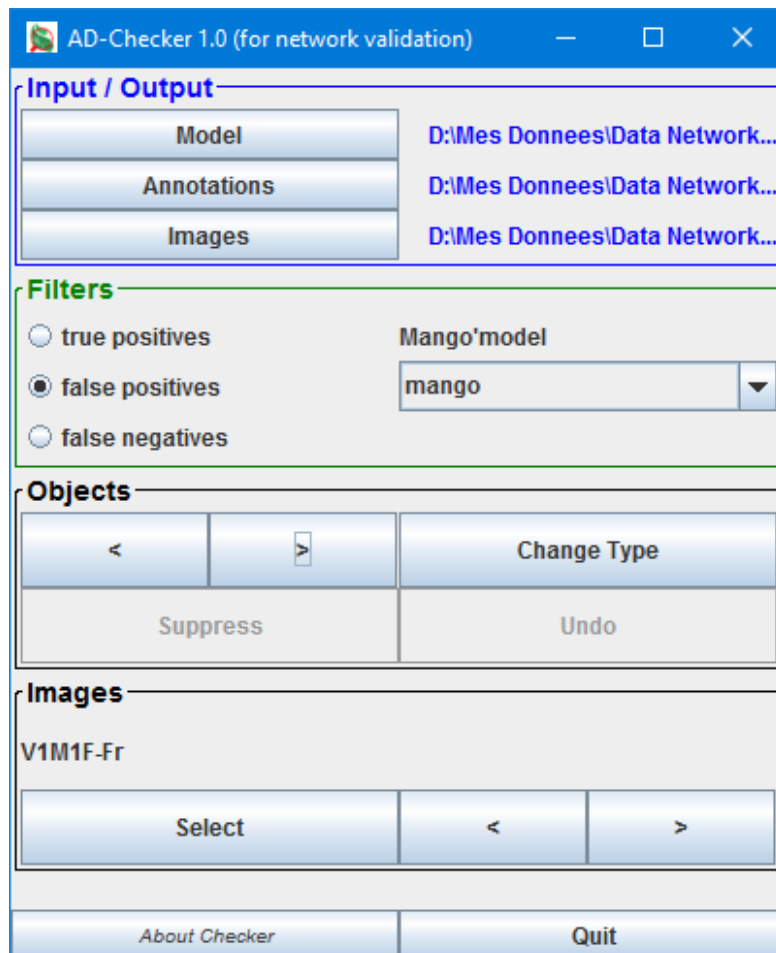 AD-Checker 1.0 (for network validation)
Input / Output
Model D:\Mes Donnees\Data Network...
Annotations D:\Mes Donnees\Data Network...
Images D:\Mes Donnees\Data Network...
Filters
true positives Mango'model
false positives mango
false negatives
Objects
< > Change Type
Suppress Undo
Images
V1M1F-Fr
Select < >
About Checker Quit